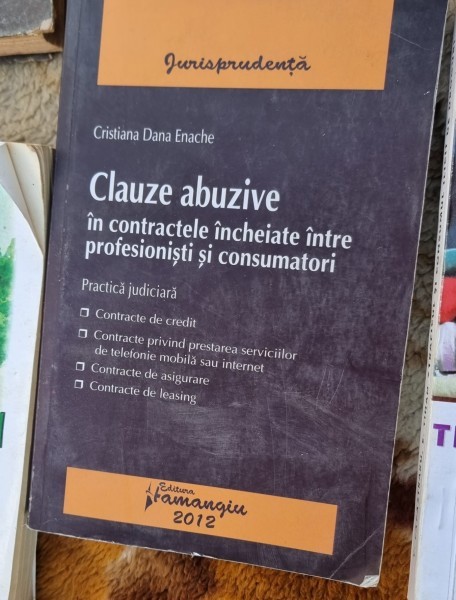 Jurisprudență
Cristiana Dana Enache
Clauze abuzive
în contractele încheiate între
profesioniști și consumatori
Practică judiciară
❒ Contracte de credit
❒ Contracte privind prestarea serviciilor
de telefonie mobilă sau internet
❒ Contracte de asigurare
❒ Contracte de leasing
Editura
Hamangiu
2012